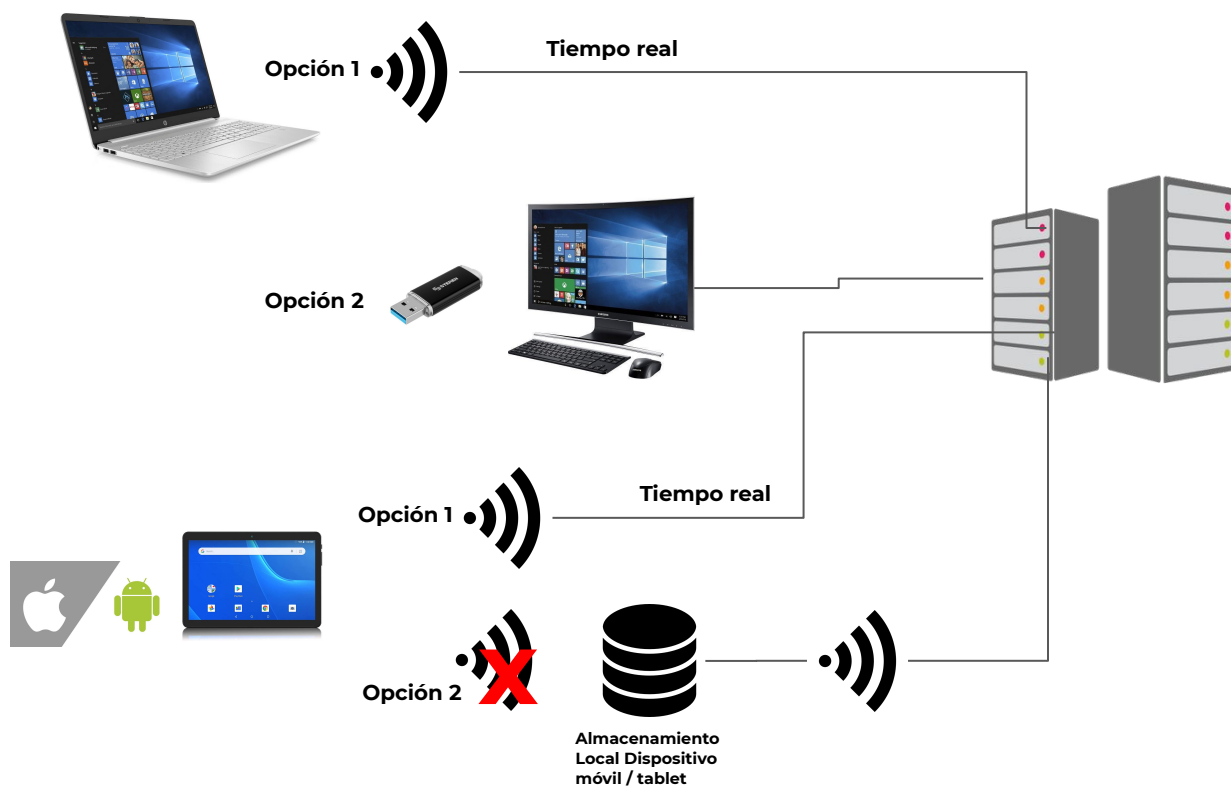 Tiempo real
Opción 1
Opción 2
Tiempo real
Opción 1
Opción 2
Almacenamiento
Local Dispositivo
móvil / tablet